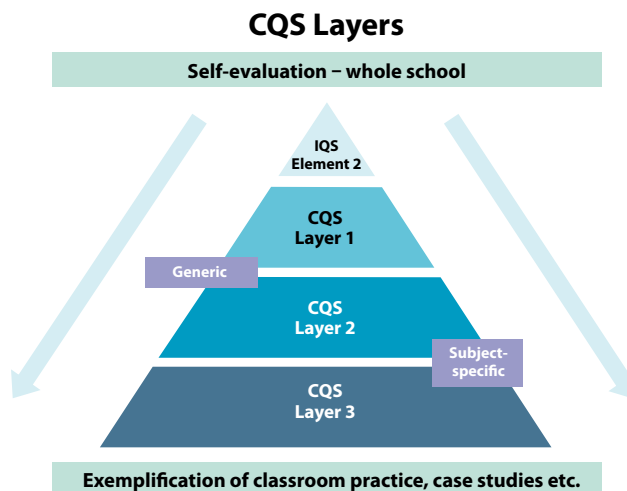 CQS Layers
Self-evaluation – whole school
IQS
Element 2
CQS
Layer 1
Generic
CQS
Layer 2
Subject-
specific
CQS
Layer 3
Exemplification of classroom practice, case studies etc.